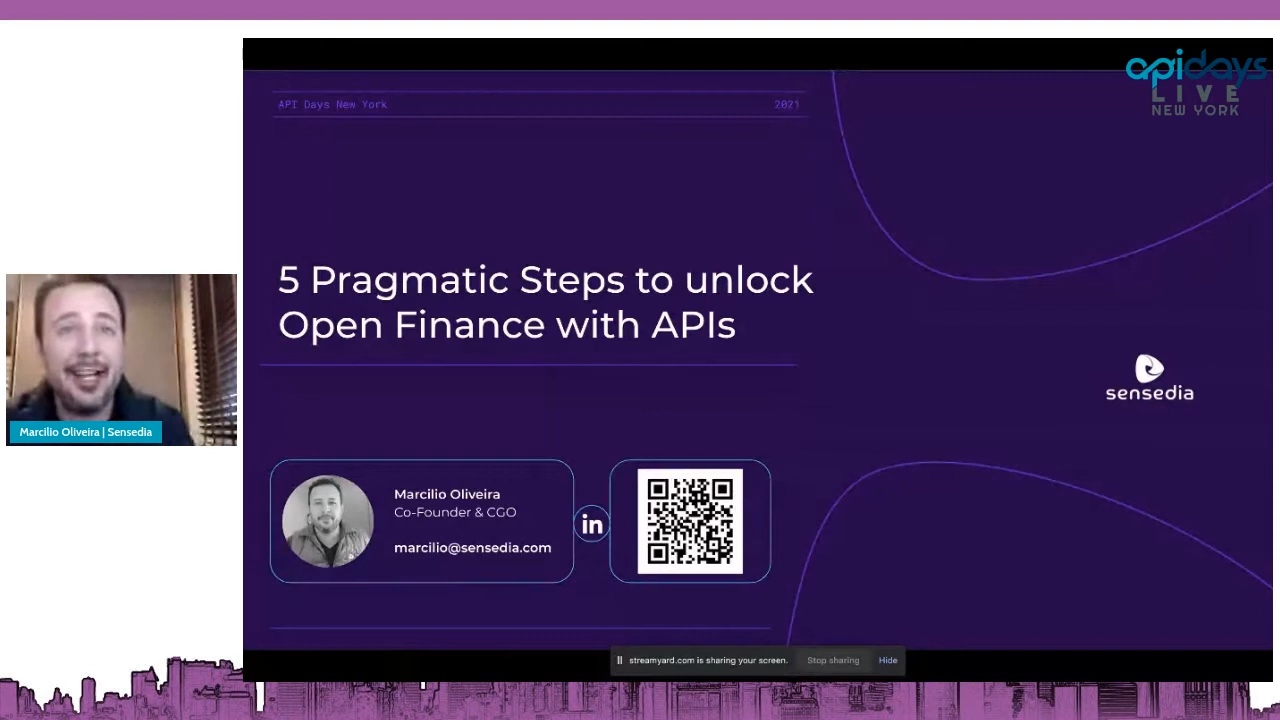 apidays
LIVE
NEW YORK
API Days New York
2021
5 Pragmatic Steps to unlock
Open Finance with APIs
sensedia
Marcilio Oliveira | Sensedia
Marcilio Oliveira
Co-Founder & CGO
marcilio@sensedia.com
in
streamyard.com is sharing your screen.
Stop sharing
Hide